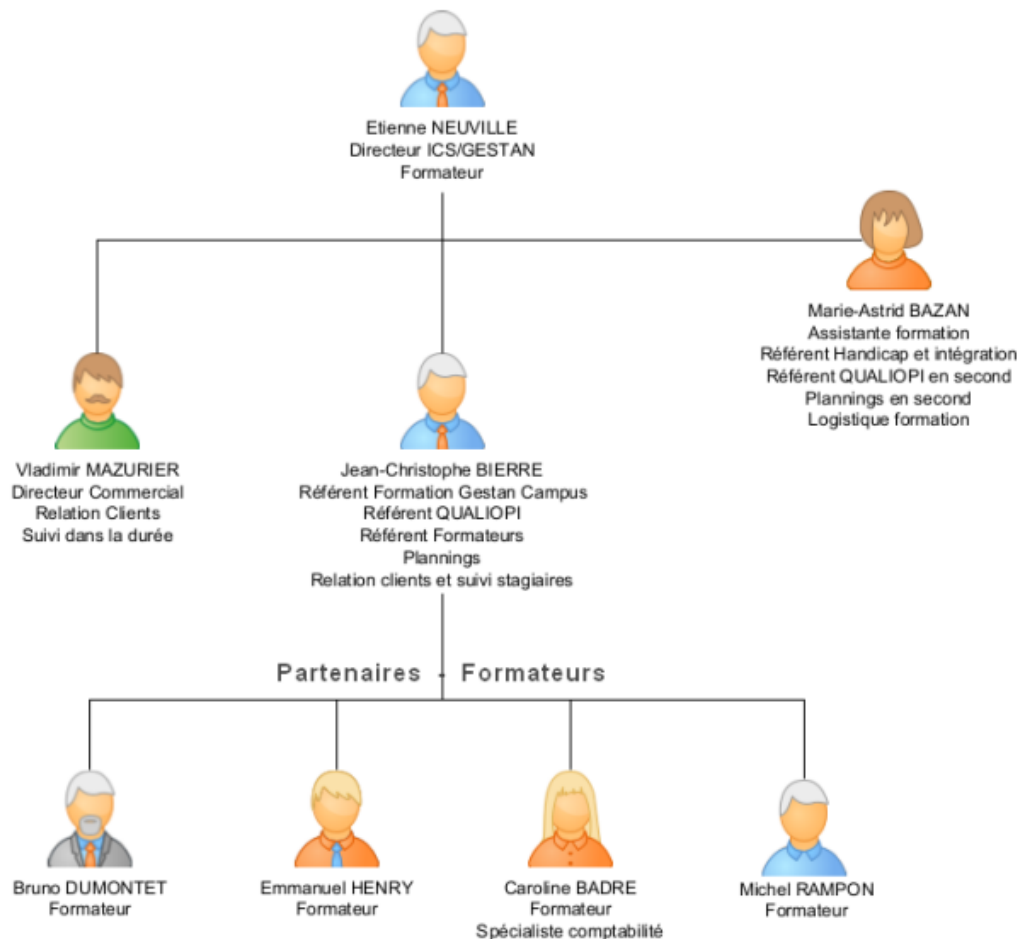 Etienne NEUVILLE
Directeur ICS/GESTAN
Formateur
Marie-Astrid BAZAN
Assistante formation
Référent Handicap et intégration
Référent QUALIOPI en second
Plannings en second
Logistique formation
Vladimir MAZURIER
Directeur Commercial
Relation Clients
Suivi dans la durée
Jean-Christophe BIERRE
Référent Formation Gestan Campus
Référent QUALIOPI
Référent Formateurs
Plannings
Relation clients et suivi stagiaires
Partenaires - Formateurs
Bruno DUMONTET
Formateur
Emmanuel HENRY
Formateur
Caroline BADRE
Formateur
Spécialiste comptabilité
Michel RAMPON
Formateur